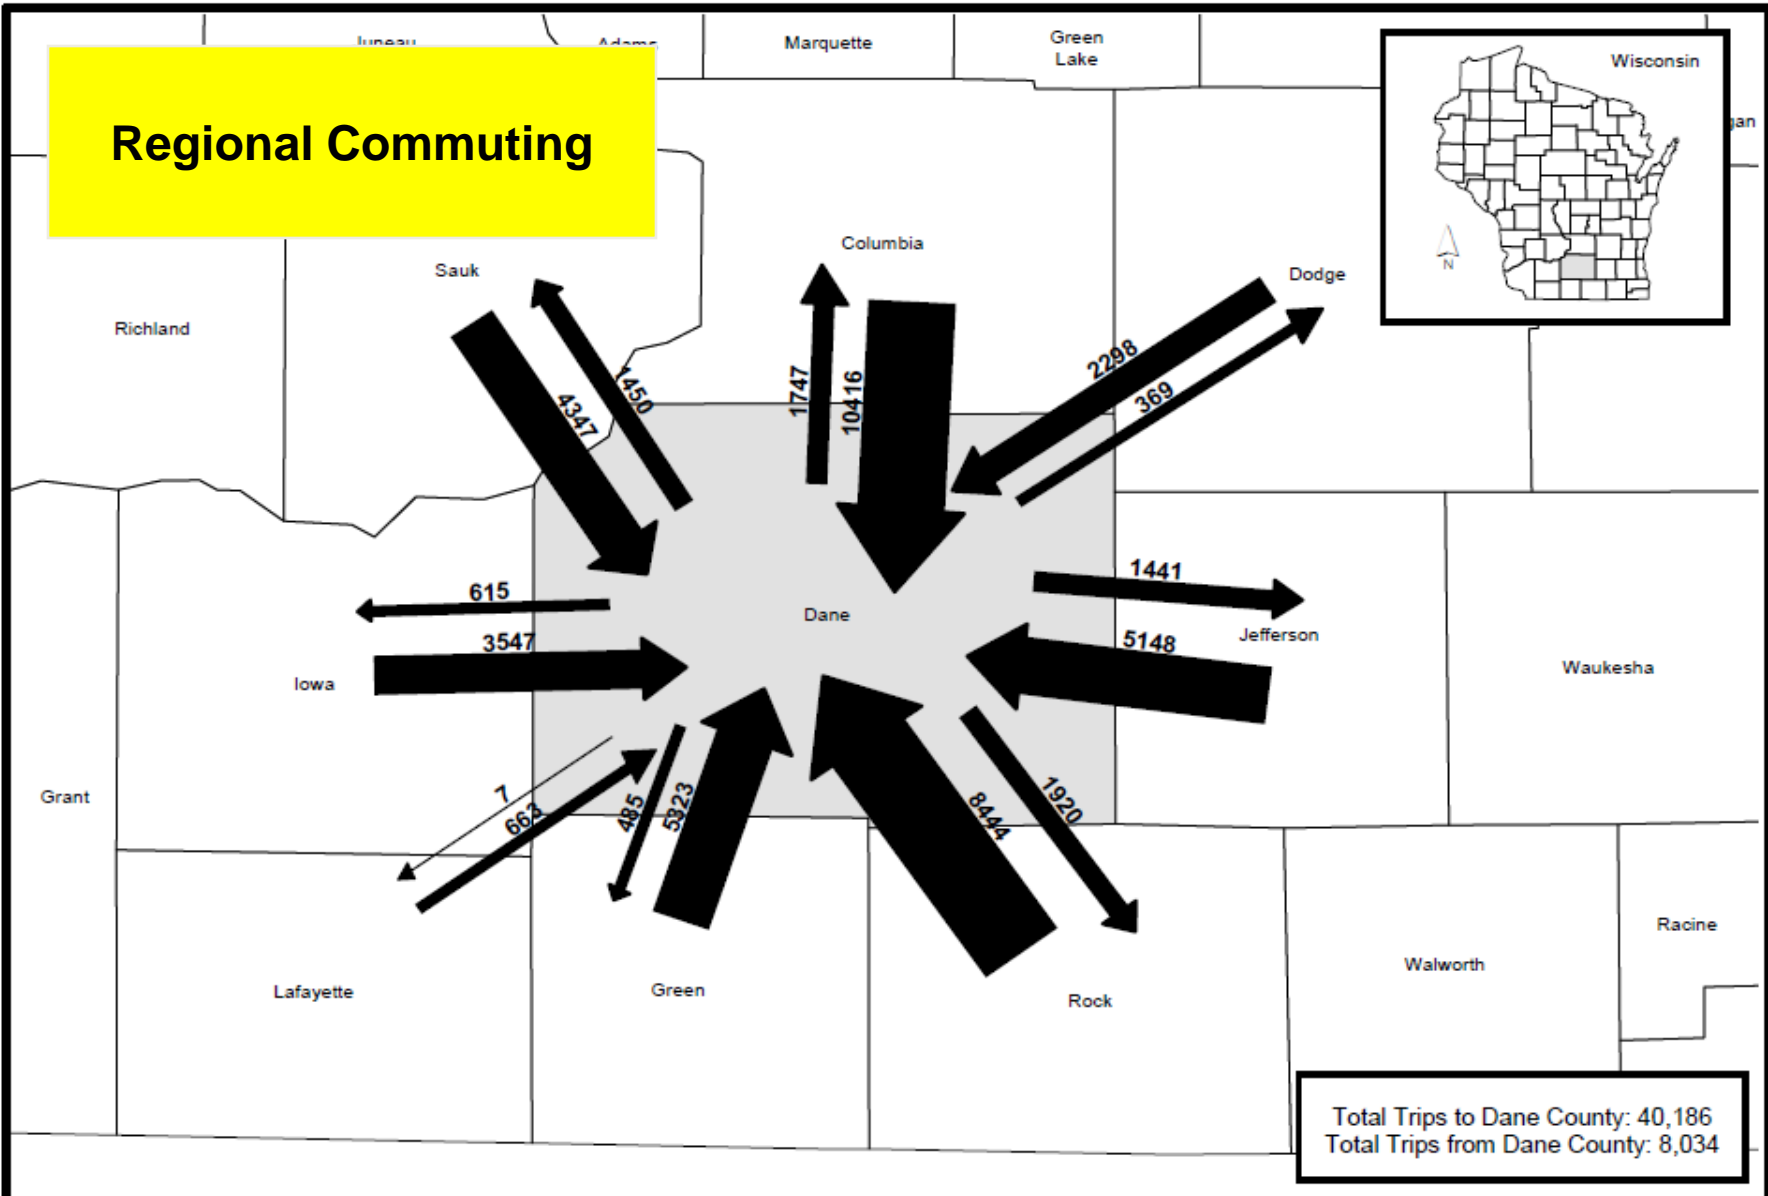 Juneau
Adams
Marquette
Green
Lake
Wisconsin
Regional Commuting
N
Columbia
Sauk
Dodge
Richland
2298
369
1747
10416
1450
4347
1441
615
Dane
Jefferson
5148
3547
Waukesha
Iowa
Grant
7
663
485
5323
8444
1920
Racine
Walworth
Lafayette
Green
Rock
Total Trips to Dane County: 40,186
Total Trips from Dane County: 8,034